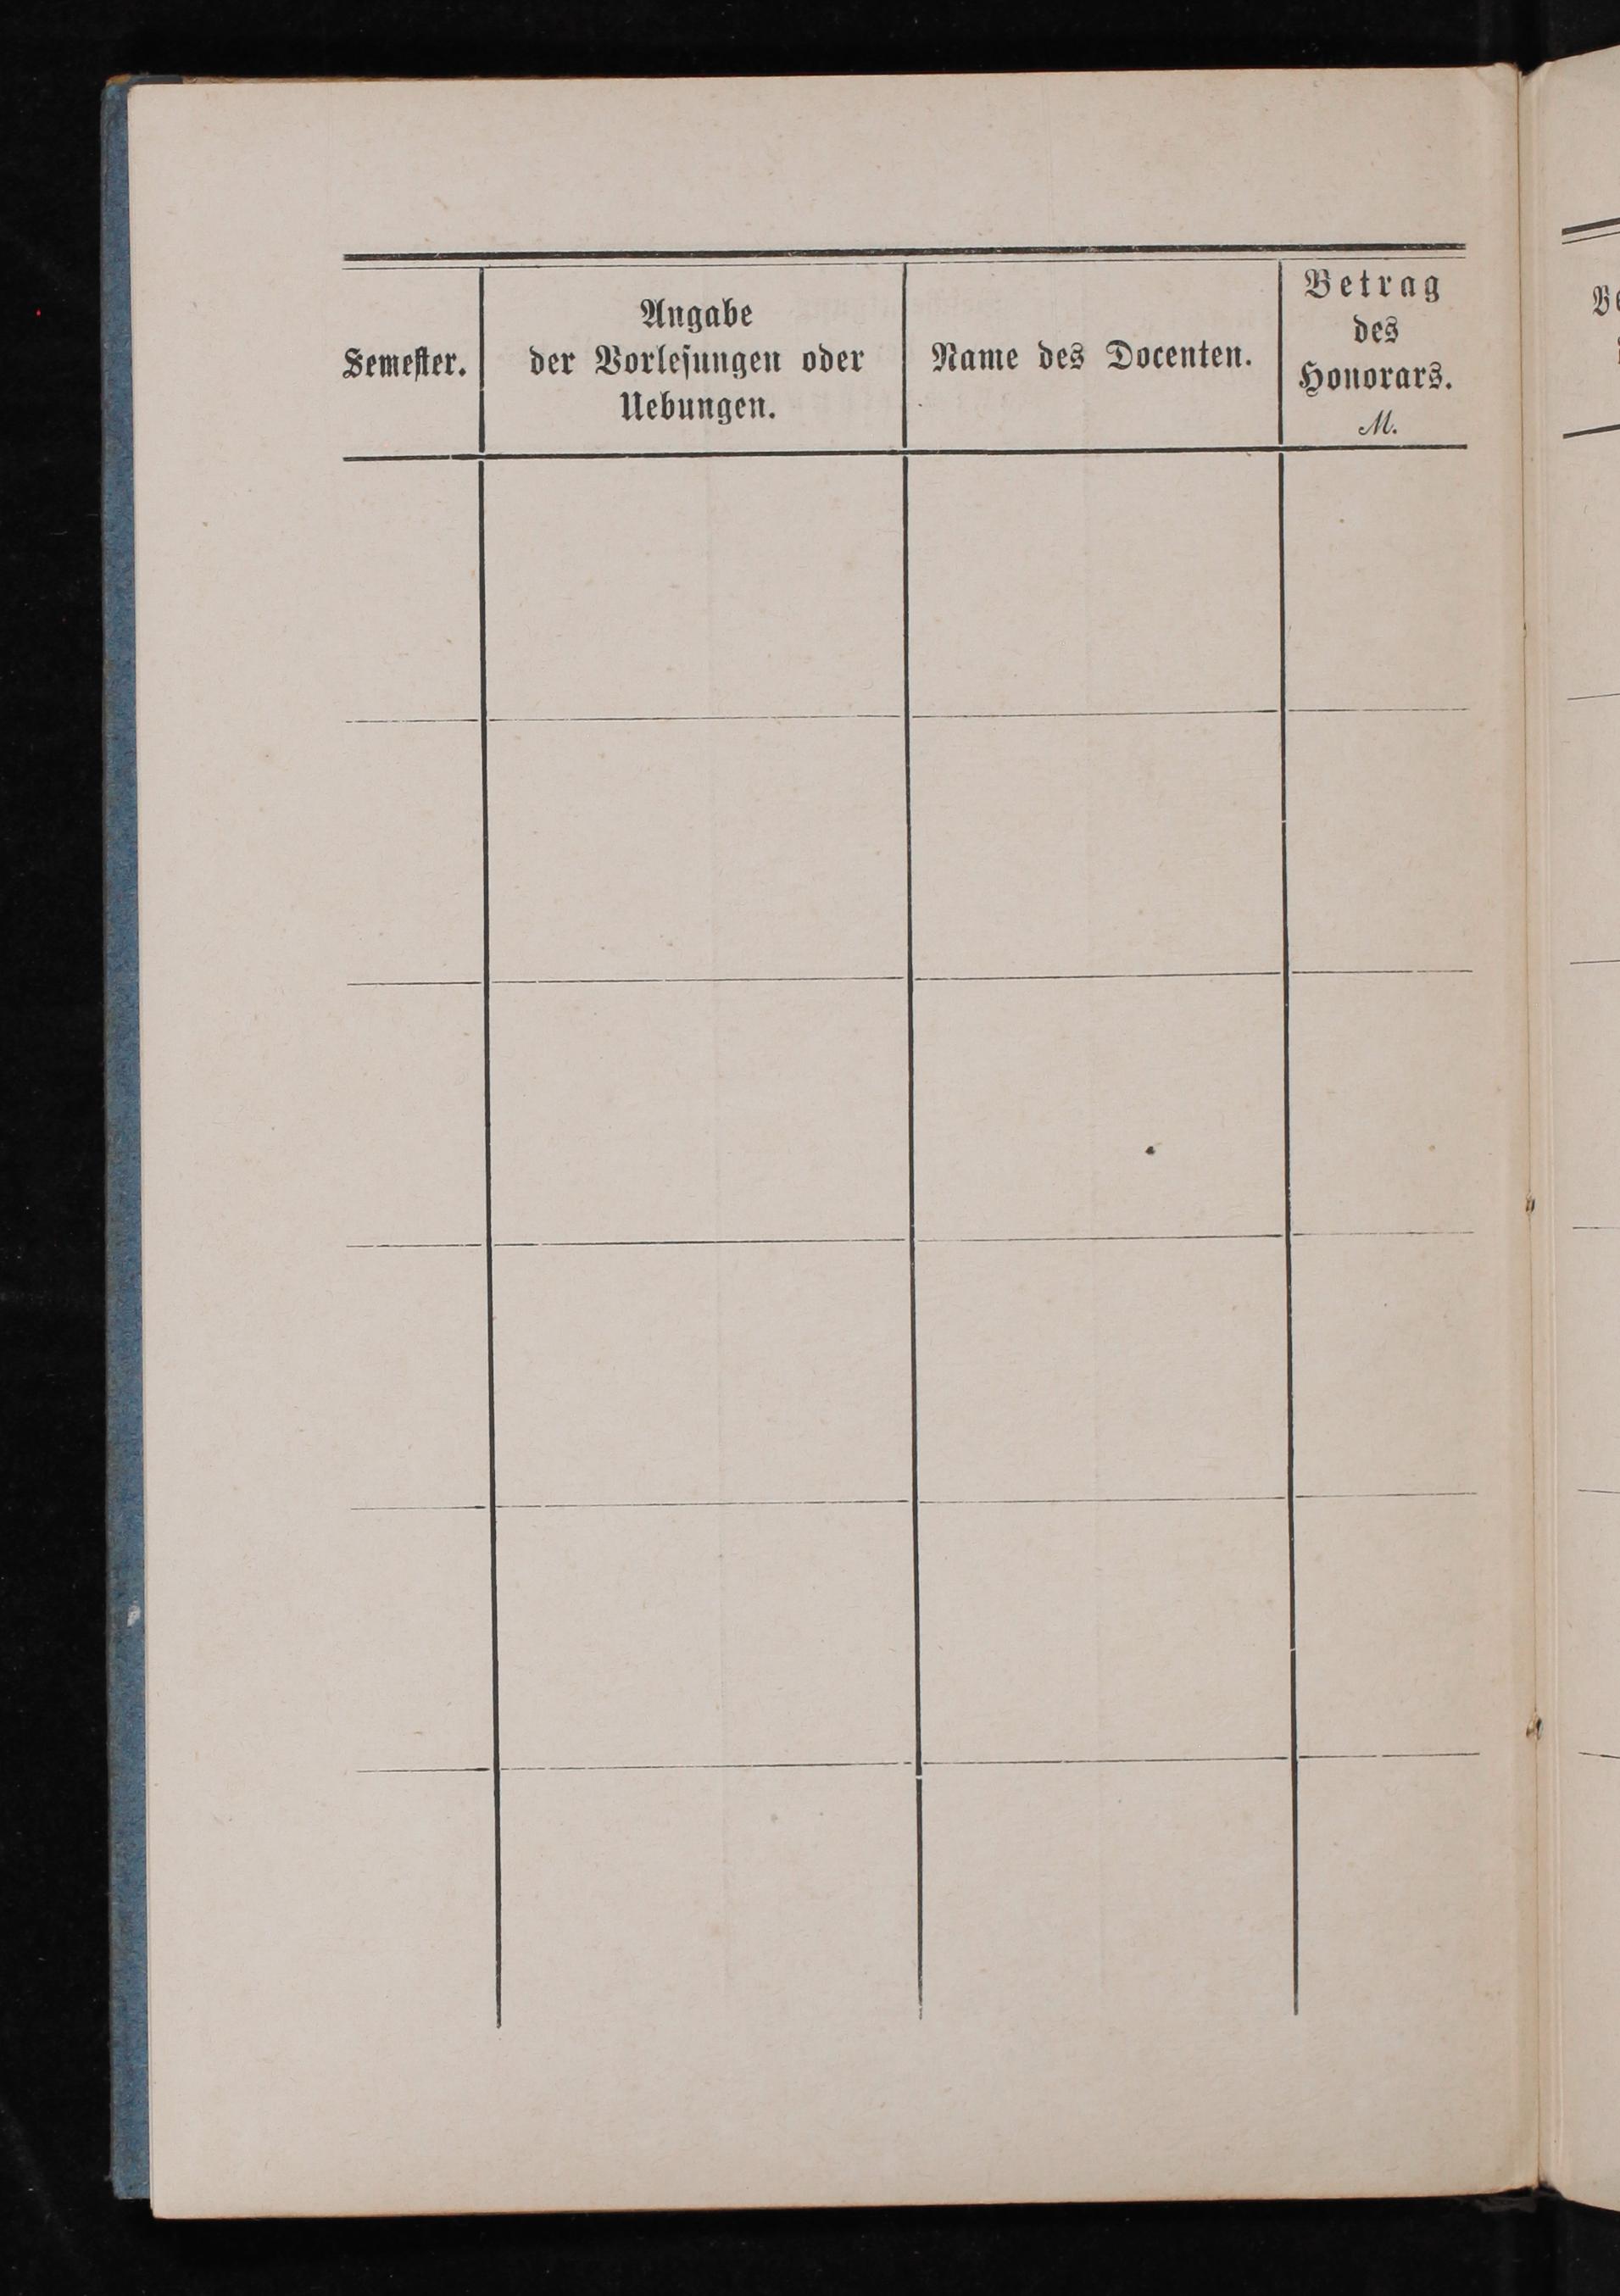 Semester.
Angabe
der Vorlesungen oder
Uebungen.
Name des Docenten.
Betrag
des
Honorars.
M.